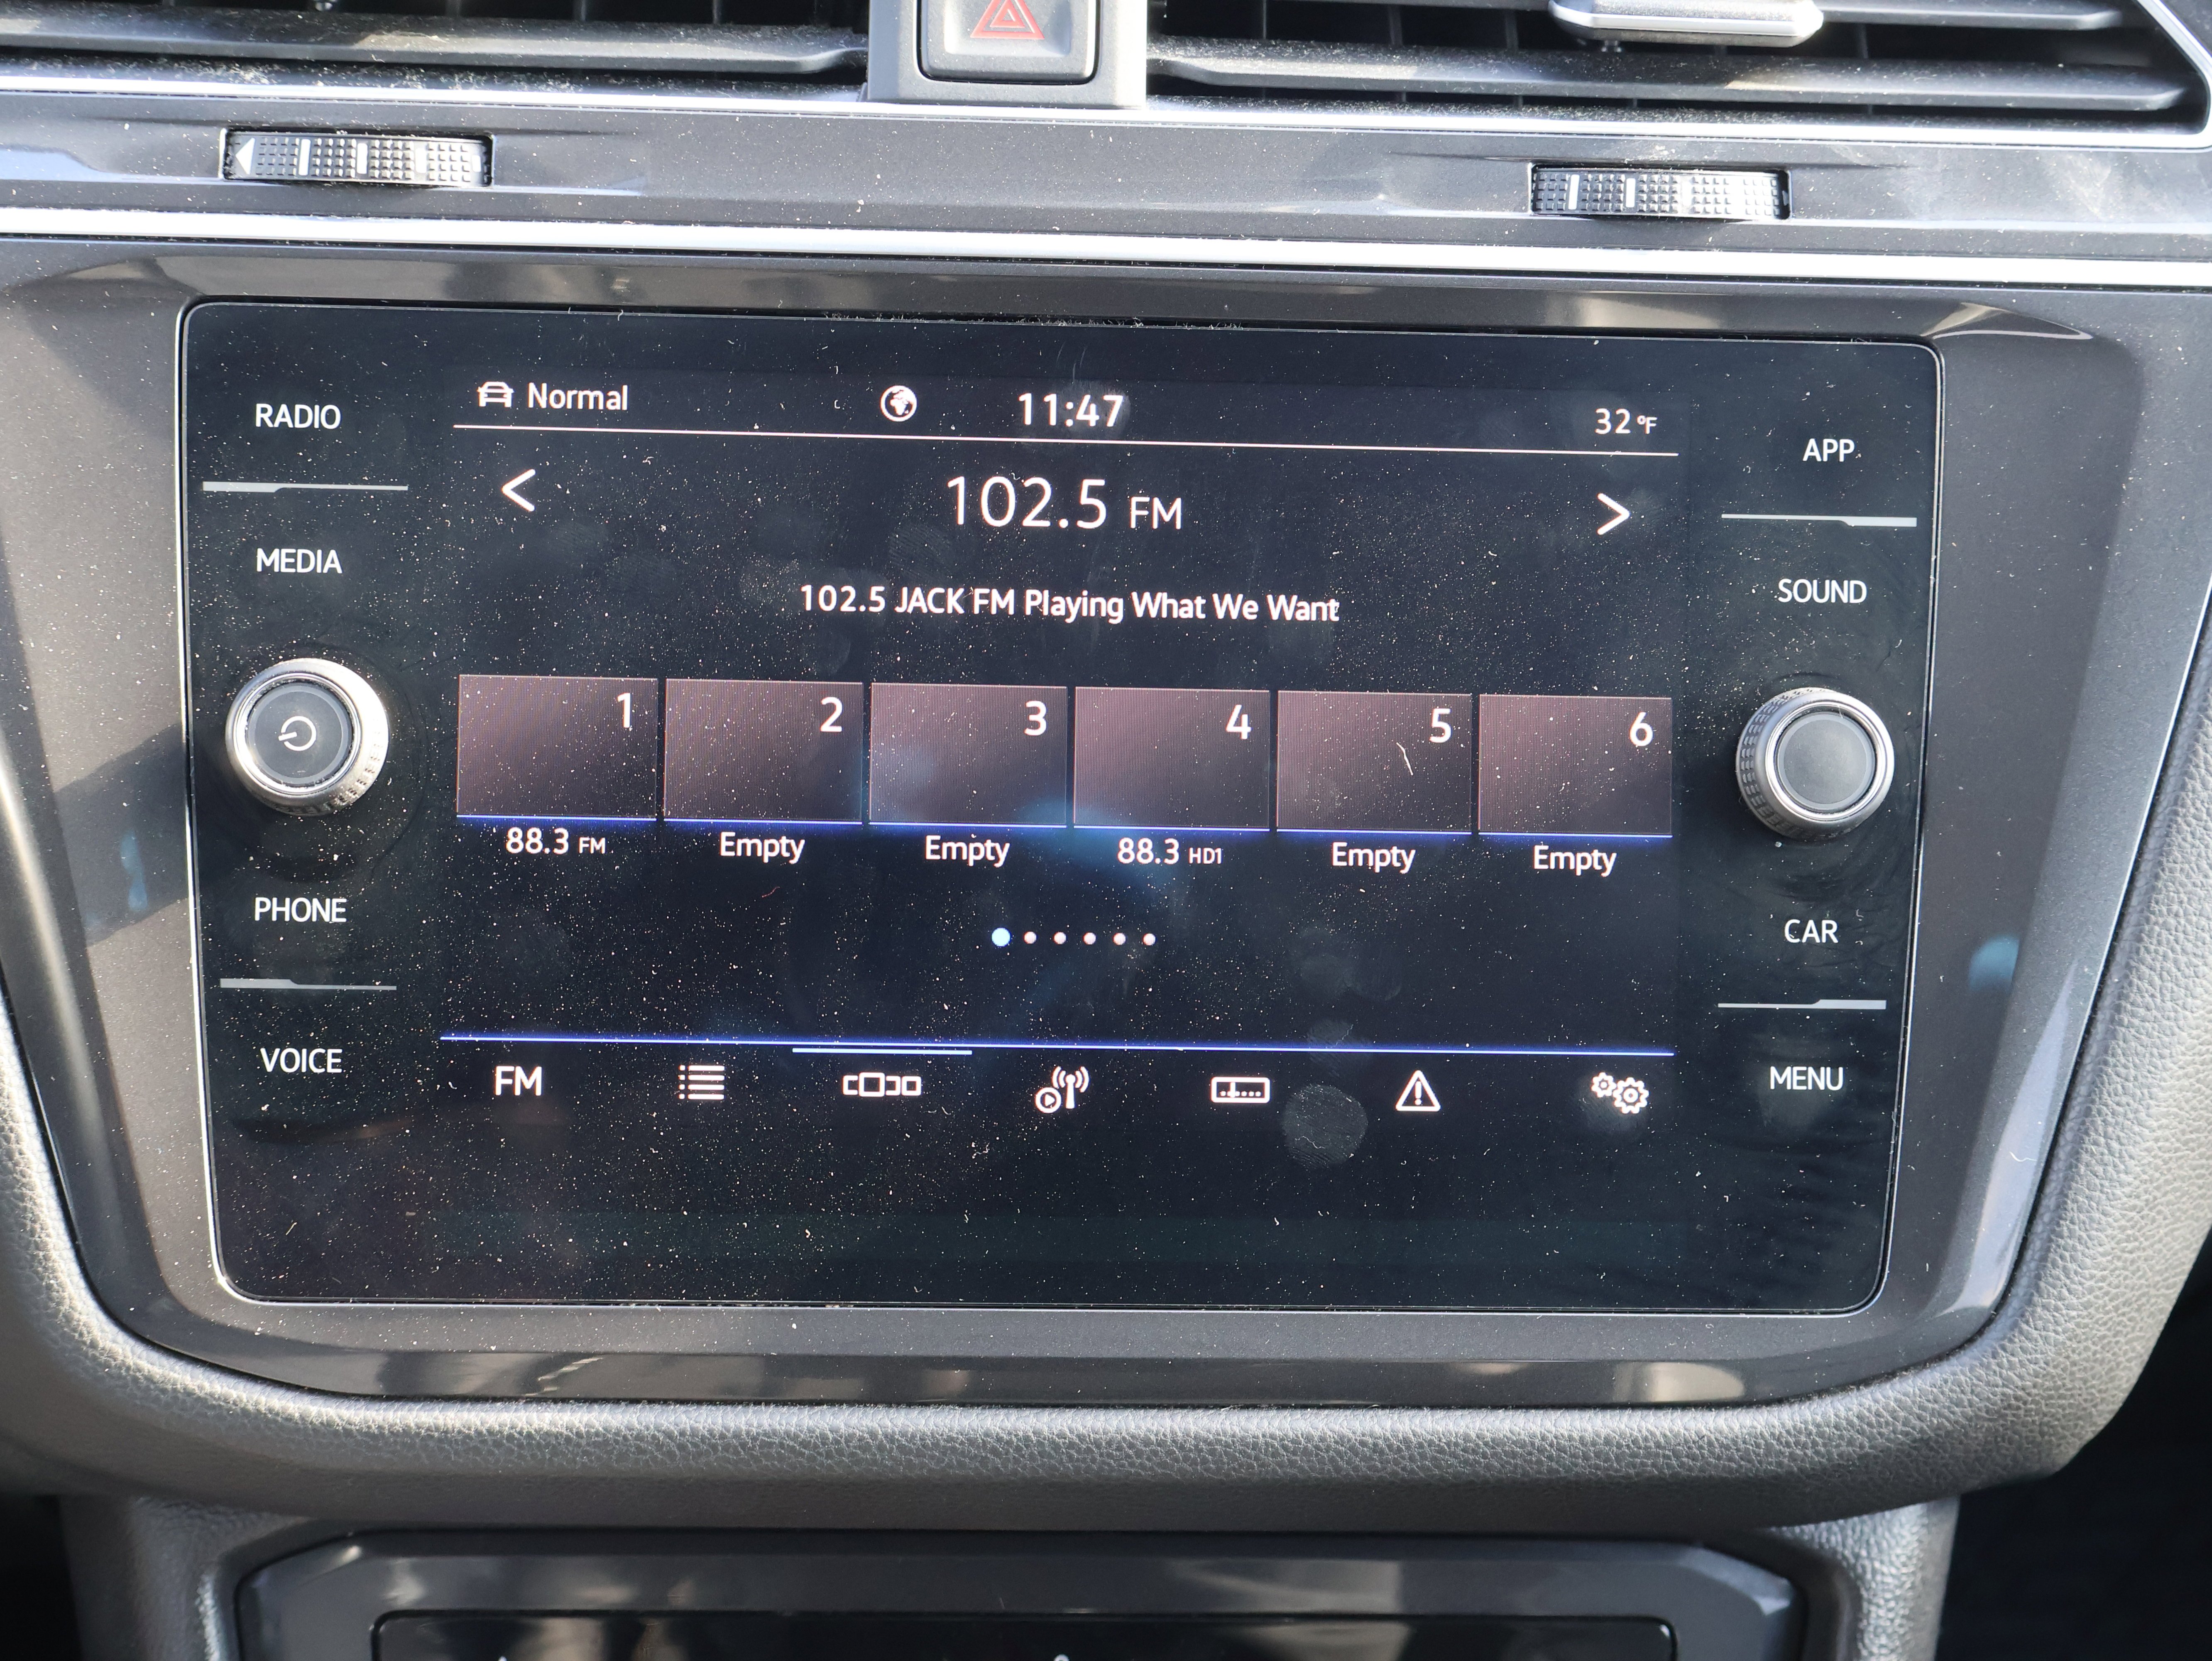 Normal
11:47
32 °F
RADIO
APP
102.5 FM
MEDIA
SOUND
102.5 JACK FM Playing What We Want
1
2
3
4
5
6
88.3 FM
Empty
Empty
88.3 HD1
Empty
Empty
PHONE
CAR
VOICE
FM
MENU